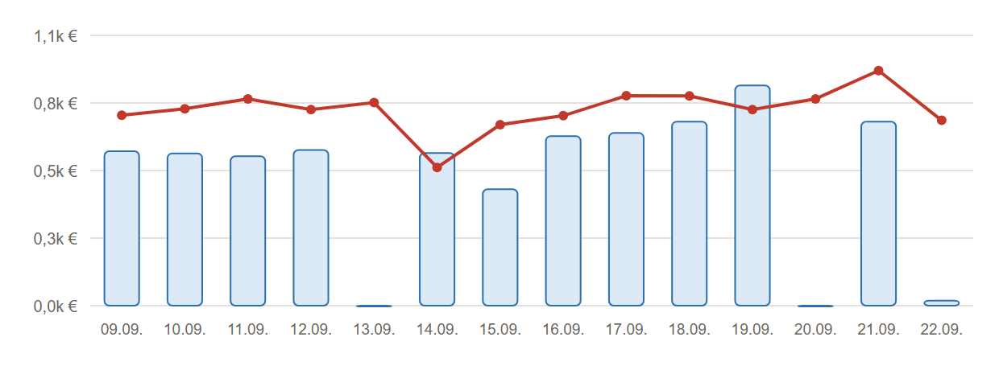 1,1k €
0,8k €
0,5k €
0,3k €
0,0k €
09.09. 10.09. 11.09. 12.09. 13.09. 14.09. 15.09. 16.09. 17.09. 18.09. 19.09. 20.09. 21.09. 22.09.